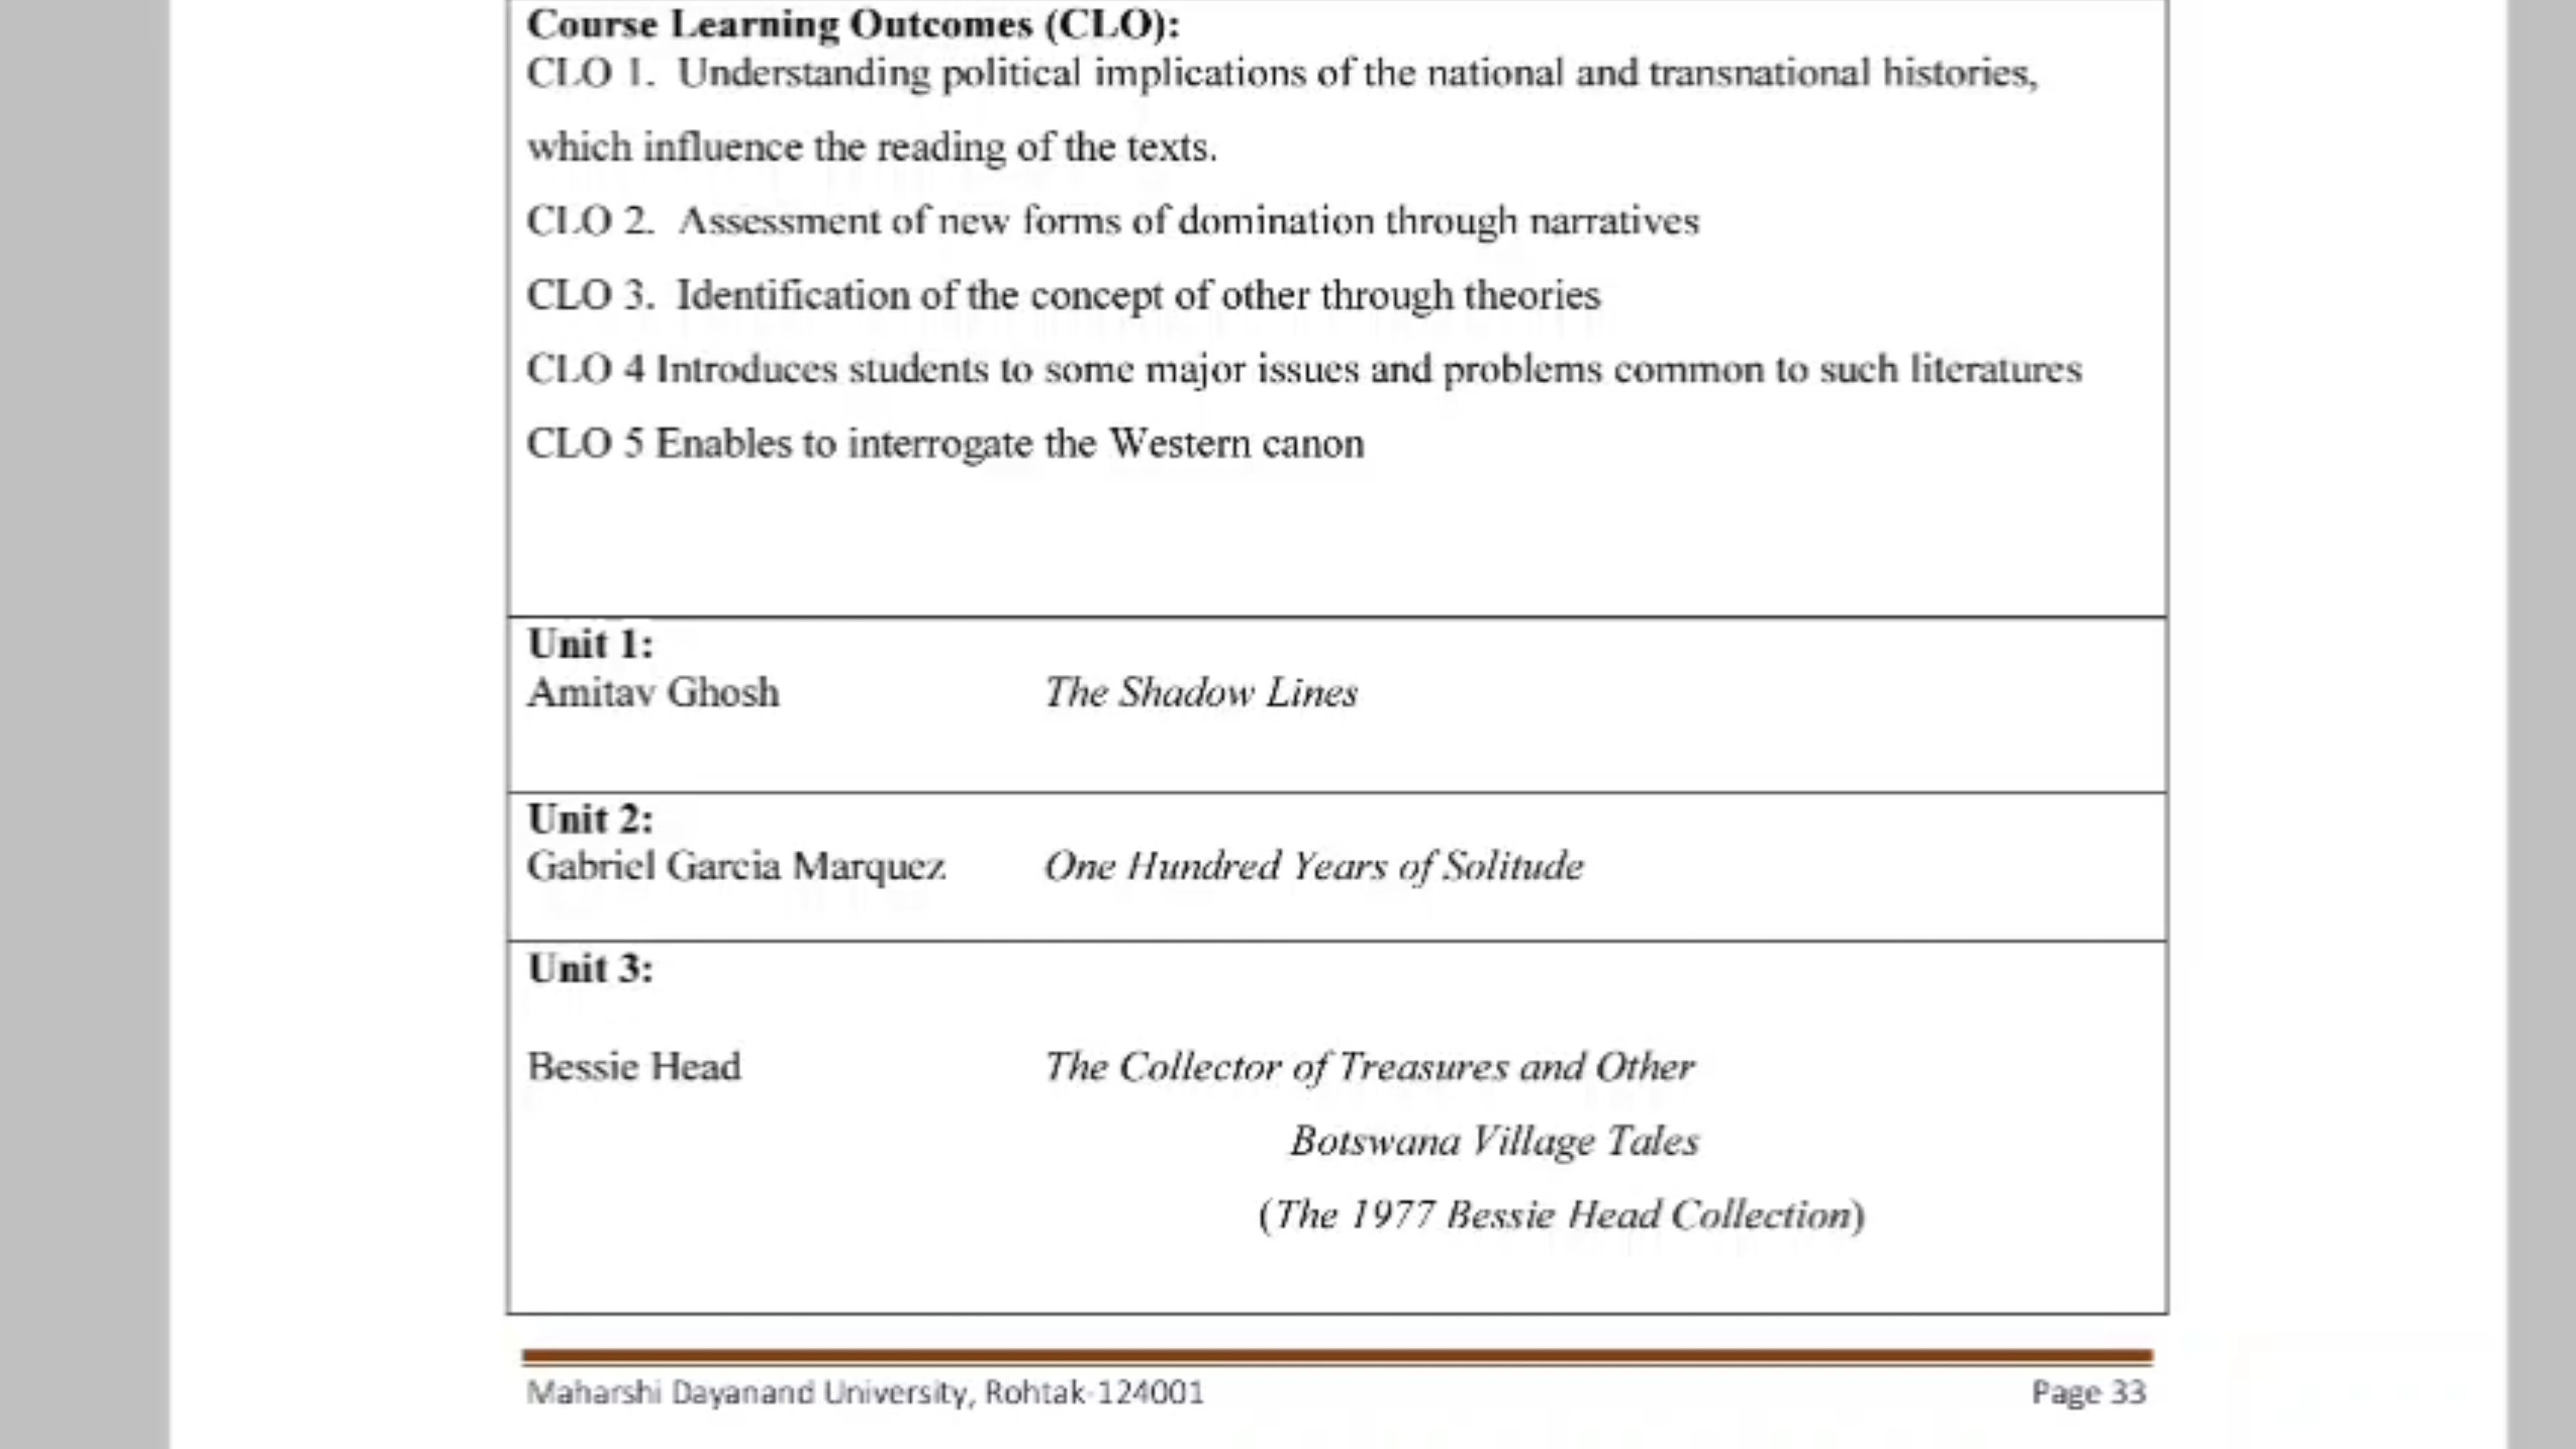 Course Learning Outcomes (CLO):
CLO 1. Understanding political implications of the national and transnational histories,
which influence the reading of the texts.
CLO 2. Assessment of new forms of domination through narratives
CLO 3. Identification of the concept of other through theories
CLO 4 Introduces students to some major issues and problems common to such literatures
CLO 5 Enables to interrogate the Western canon
Unit 1:
Amitav Ghosh The Shadow Lines
Unit 2:
Gabriel Garcia Marquez One Hundred Years of Solitude
Unit 3:
Bessie Head The Collector of Treasures and Other
Botswana Village Tales
(The 1977 Bessie Head Collection)
Maharshi Dayanand University, Rohtak-124001 Page 33